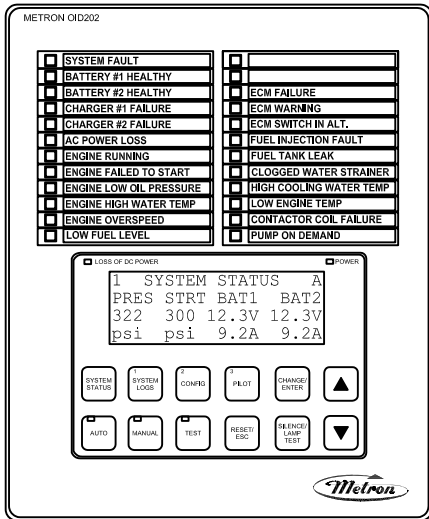 METRON OID202
SYSTEM FAULT
BATTERY #1 HEALTHY
BATTERY #2 HEALTHY
CHARGER #1 FAILURE
CHARGER #2 FAILURE
AC POWER LOSS
ENGINE RUNNING
ENGINE FAILED TO START
ENGINE LOW OIL PRESSURE
ENGINE HIGH WATER TEMP
ENGINE OVERSPEED
LOW FUEL LEVEL
ECM FAILURE
ECM WARNING
ECM SWITCH IN ALT.
FUEL INJECTION FAULT
FUEL TANK LEAK
CLOGGED WATER STRAINER
HIGH COOLING WATER TEMP
LOW ENGINE TEMP
CONTACTOR COIL FAILURE
PUMP ON DEMAND
LOSS OF DC POWER
POWER
1 SYSTEM STATUS A
PRES STRT BAT1 BAT2
322 300 12.3V 12.3V
psi psi 9.2A 9.2A
SYSTEM
STATUS
1
SYSTEM
LOGS
2
CONFIG
3
PILOT
CHANGE/
ENTER
AUTO
MANUAL
TEST
RESET/
ESC
SILENCE/
LAMP
TEST
Metron